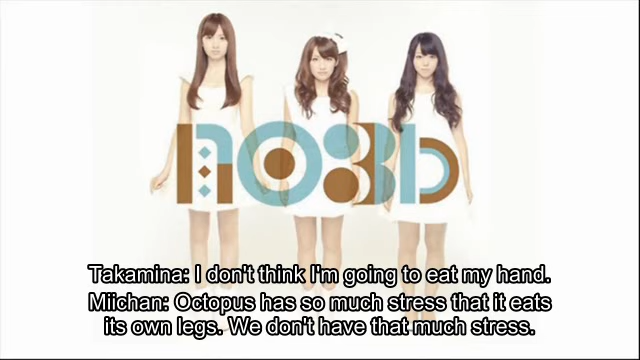 no3b
Takamina: I don't think I'm going to eat my hand.
Miichan: Octopus has so much stress that it eats
its own legs. We don't have that much stress.